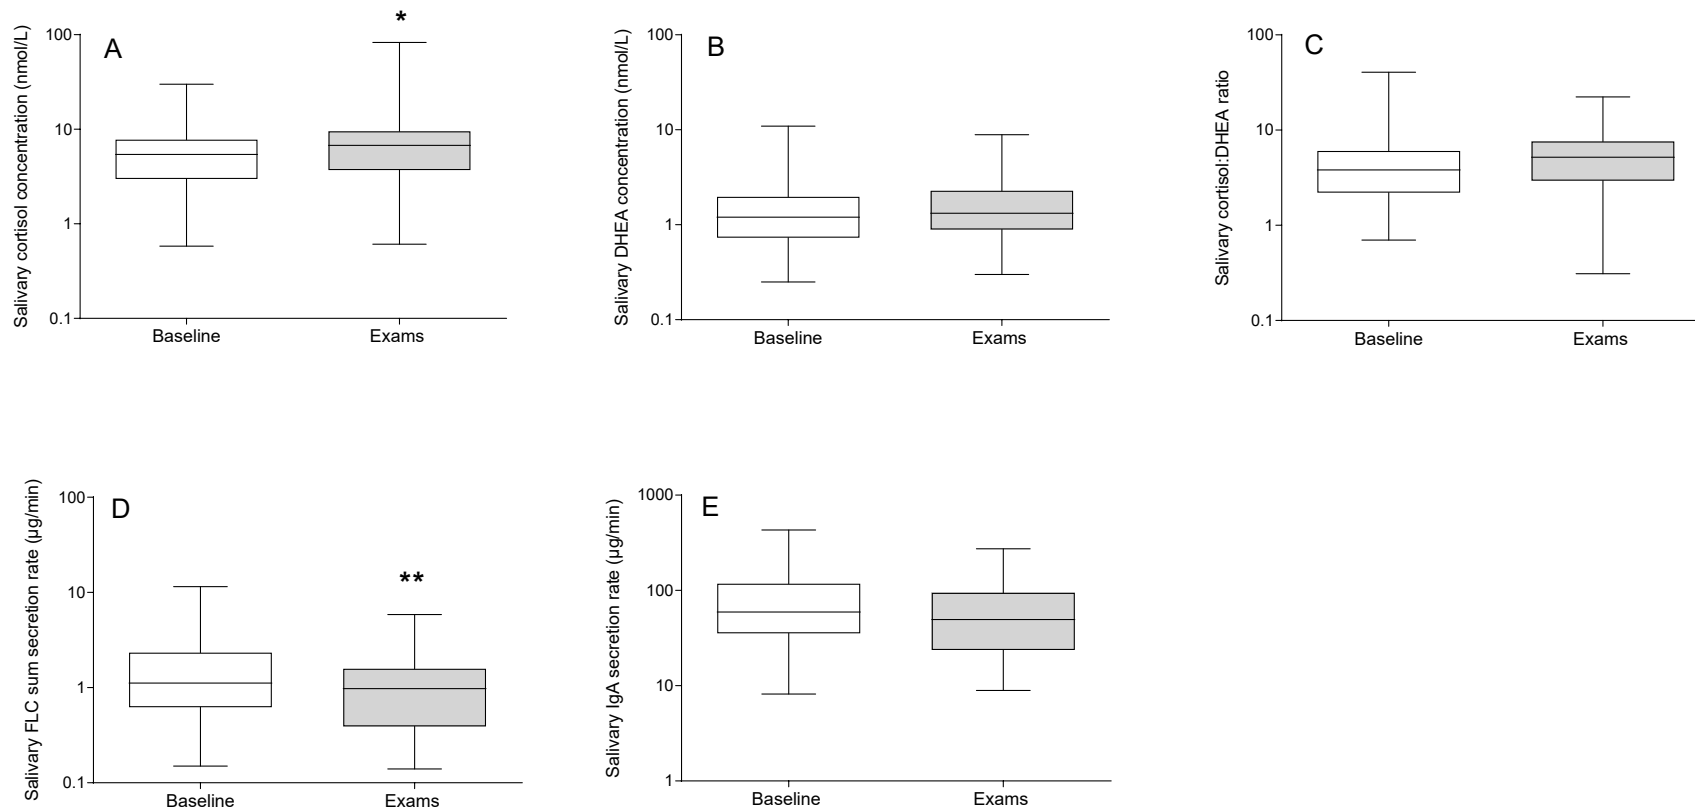 *
A
Salivary cortisol concentration (nmol/L)
100
10
1
0.1
Baseline
Exams
B
Salivary DHEA concentration (nmol/L)
100
10
1
0.1
Baseline
Exams
C
Salivary cortisol:DHEA ratio
100
10
1
0.1
Baseline
Exams
D
Salivary FLC sum secretion rate (µg/min)
100
10
1
0.1
**
Baseline
Exams
E
Salivary IgA secretion rate (µg/min)
1000
100
10
1
Baseline
Exams